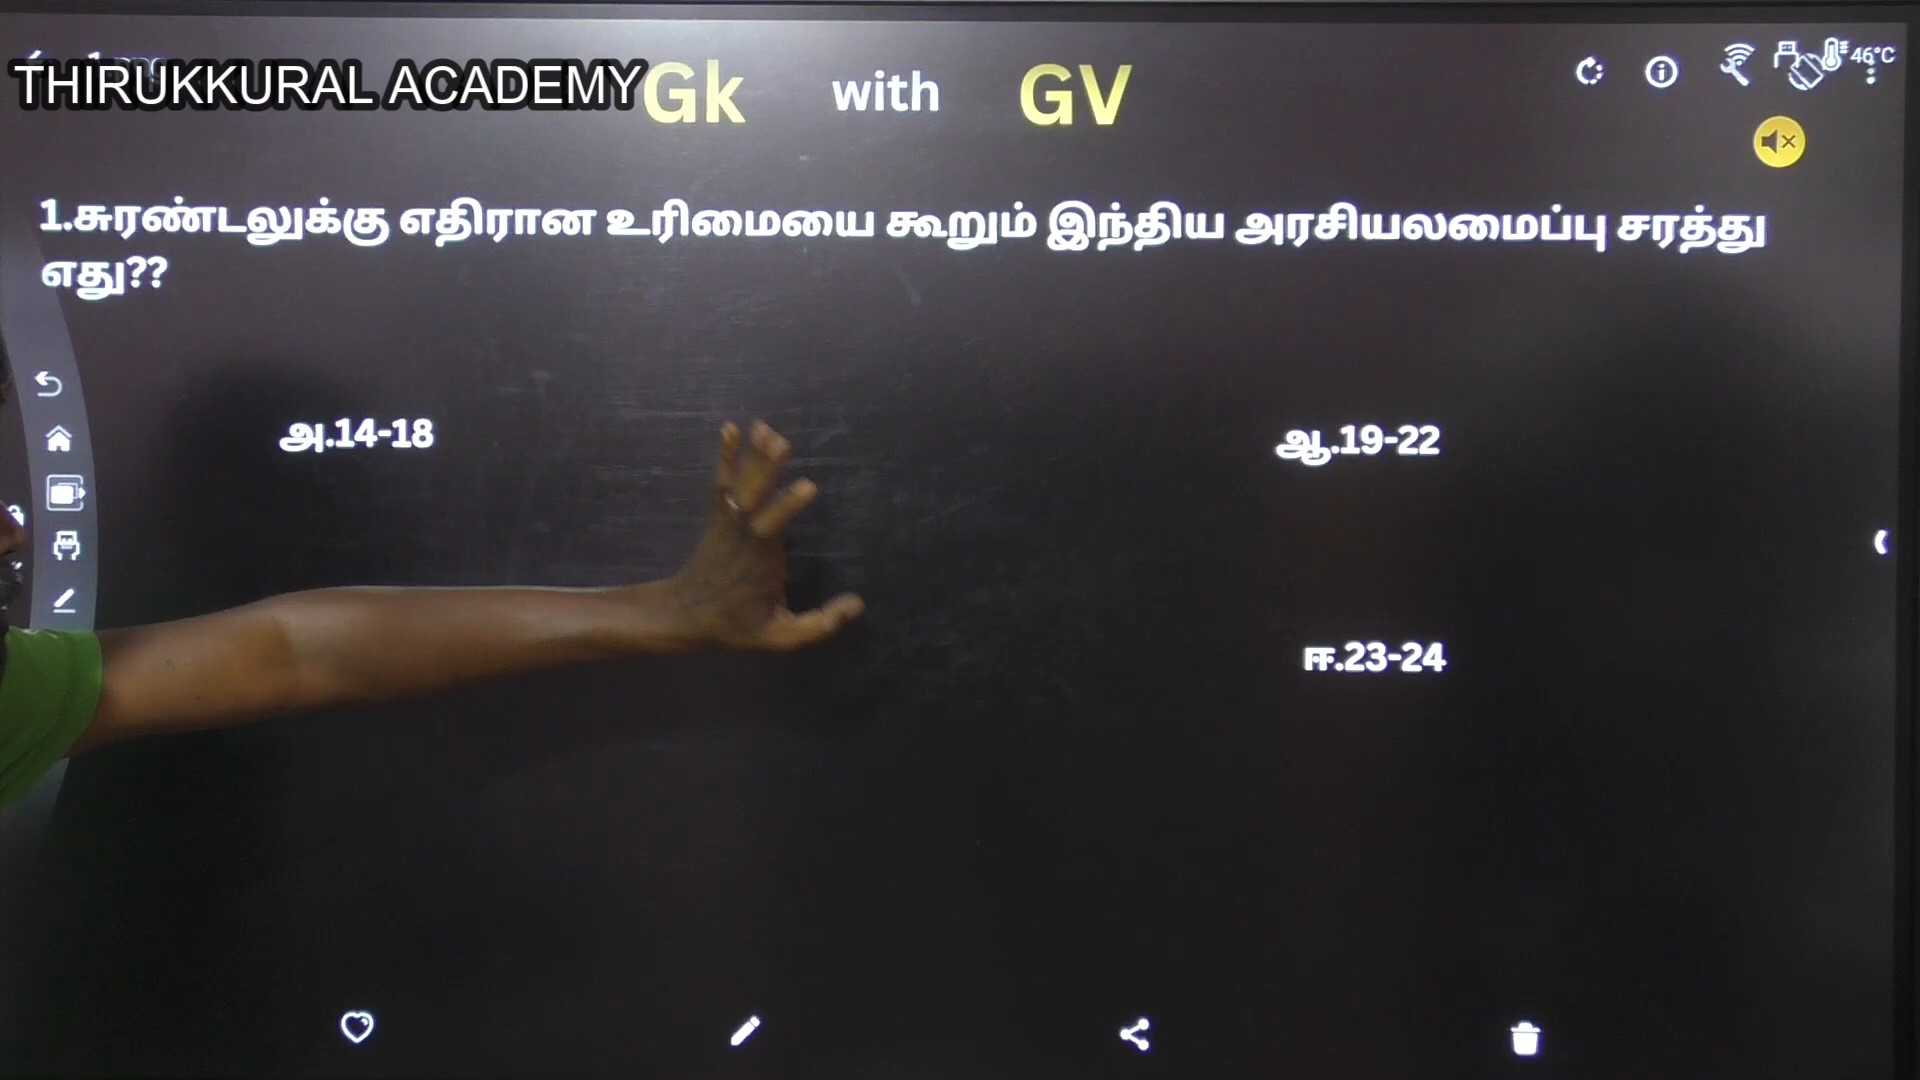 THIRUKKURAL ACADEMY
Gk with GV
46°C
1.சுரண்டலுக்கு எதிரான உரிமையை கூறும் இந்திய அரசியலமைப்பு சரத்து
எது??
அ.14-18
ஆ.19-22
ஈ.23-24